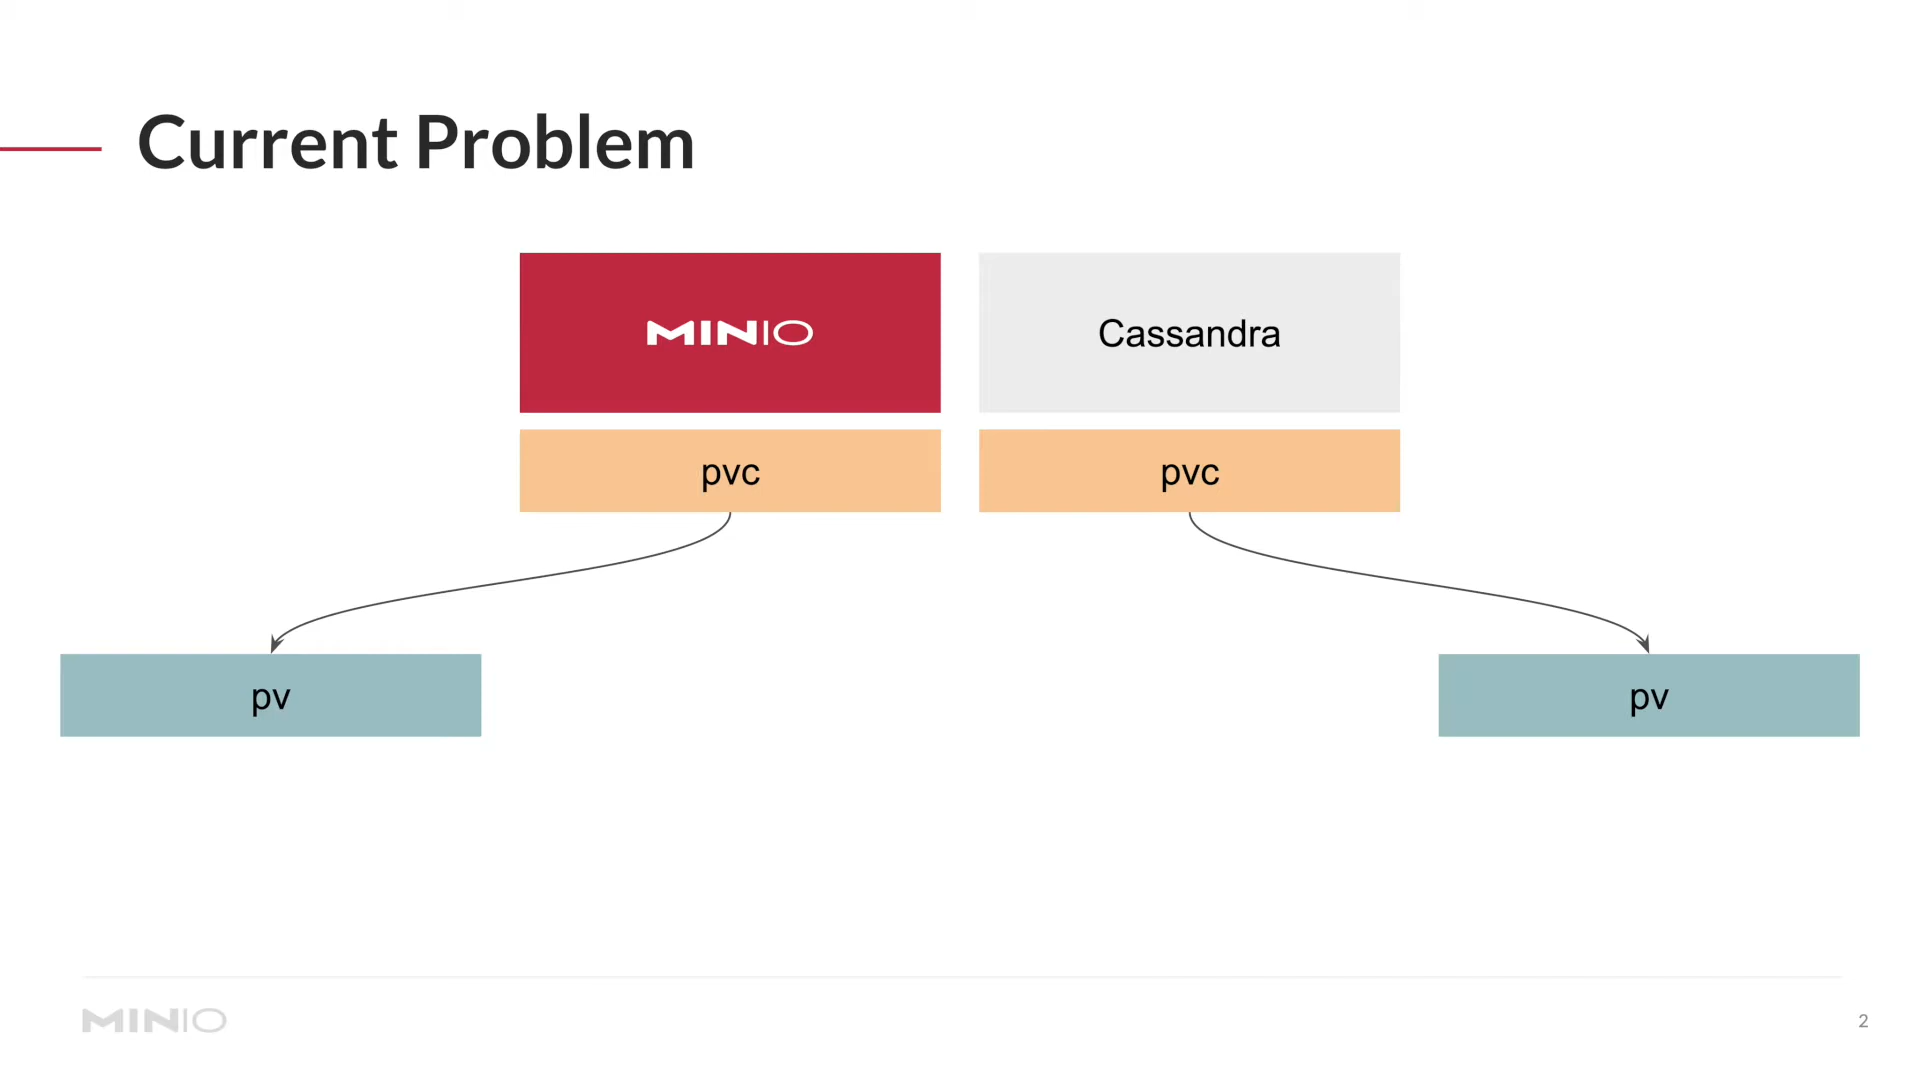 Current Problem
MINIO
Cassandra
pvc
pvc
pv
pv
MINIO
2